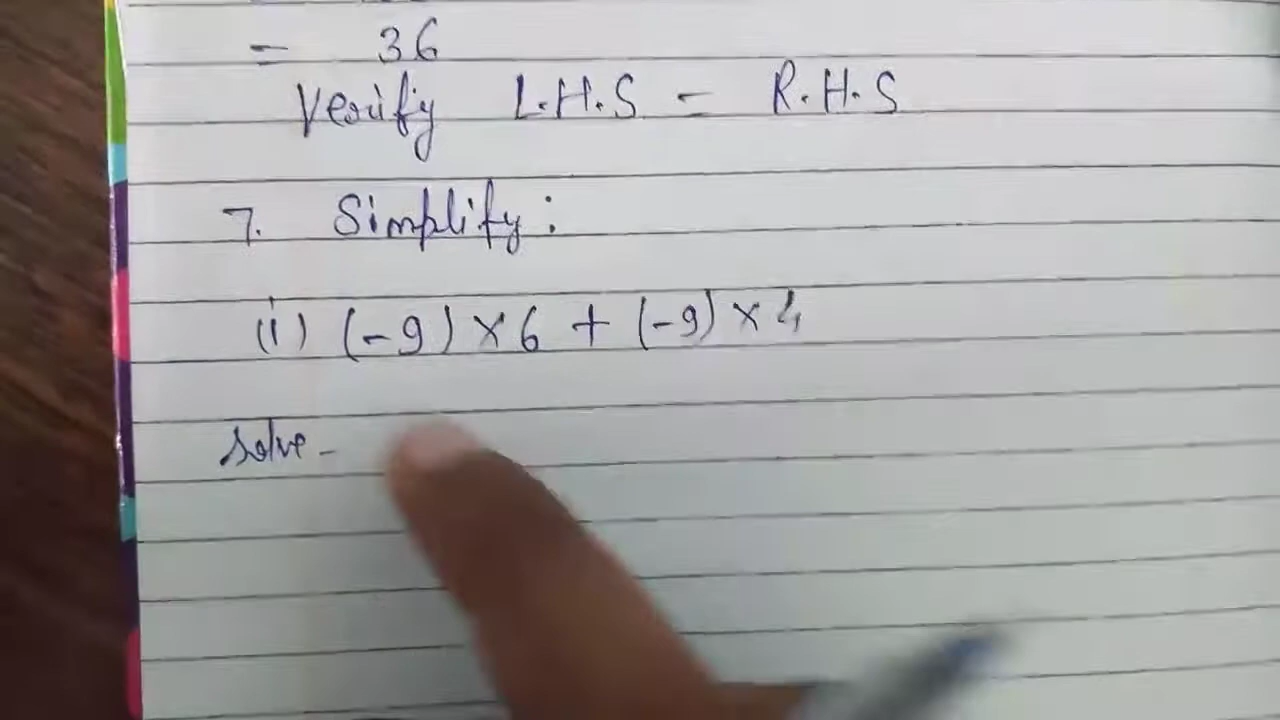 = 36
Verify L.H.S = R.H.S
7. Simplify:
(i) (-9) × 6 + (-9) × 4
Solve -